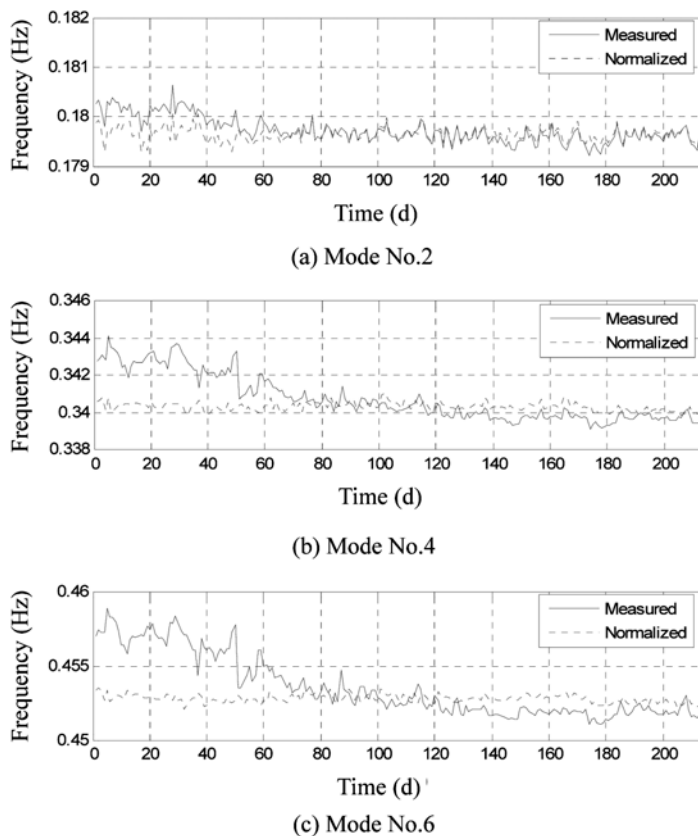 0.182
0.181
0.18
0.179
Frequency (Hz)
Measured
Normalized
0 20 40 60 80 100 120 140 160 180 200
Time (d)
(a) Mode No.2
0.346
0.344
0.342
0.34
0.338
Frequency (Hz)
Measured
Normalized
0 20 40 60 80 100 120 140 160 180 200
Time (d)
(b) Mode No.4
0.46
0.455
0.45
Frequency (Hz)
Measured
Normalized
0 20 40 60 80 100 120 140 160 180 200
Time (d)
(c) Mode No.6